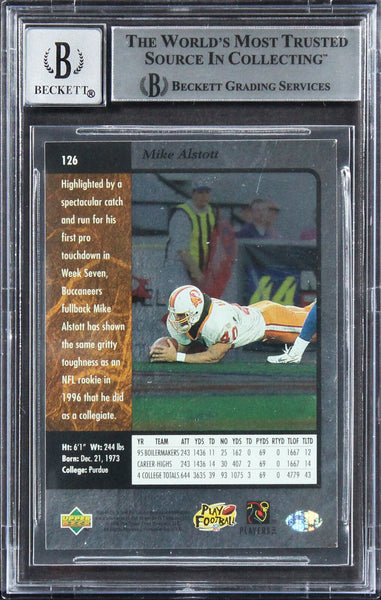 BECKETT
THE WORLD'S MOST TRUSTED
SOURCE IN COLLECTING™
BECKETT GRADING SERVICES
126
Mike Alstott
Highlighted by a
spectacular catch
and run for his
first pro
touchdown in
Week Seven,
Buccaneers
fullback Mike
Alstott has shown
the same gritty
toughness as an
NFL rookie in
1996 that he did
as a collegiate.
Ht: 6'1" Wt: 244 lbs
Born: Dec. 21, 1973
College: Purdue
YR TEAM ATT YDS TD NO YDS TD PYDS RTYD TLOF TLTD
95 BOILERMAKERS 243 1436 11 25 162 0 69 0 1667 12
CAREER-HIGHS 243 1436 14 30 407 2 69 0 1667 14
4 COLLEGE TOTALS 644 3635 39 93 1075 3 69 0 4779 43
UPPER DECK
PLAY FOOTBALL
PLAYERS